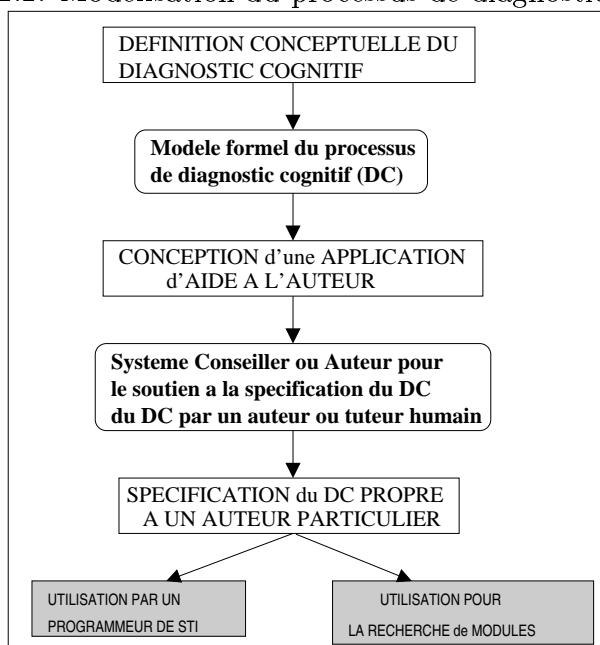 Modélisation du processus de diagnostic
DEFINITION CONCEPTUELLE DU
DIAGNOSTIC COGNITIF
Modele formel du processus
de diagnostic cognitif (DC)
CONCEPTION d'une APPLICATION
d'AIDE A L'AUTEUR
Systeme Conseiller ou Auteur pour
le soutien a la specification du DC
du DC par un auteur ou tuteur humain
SPECIFICATION du DC PROPRE
A UN AUTEUR PARTICULIER
UTILISATION PAR UN
PROGRAMMEUR DE STI
UTILISATION POUR
LA RECHERCHE de MODULES